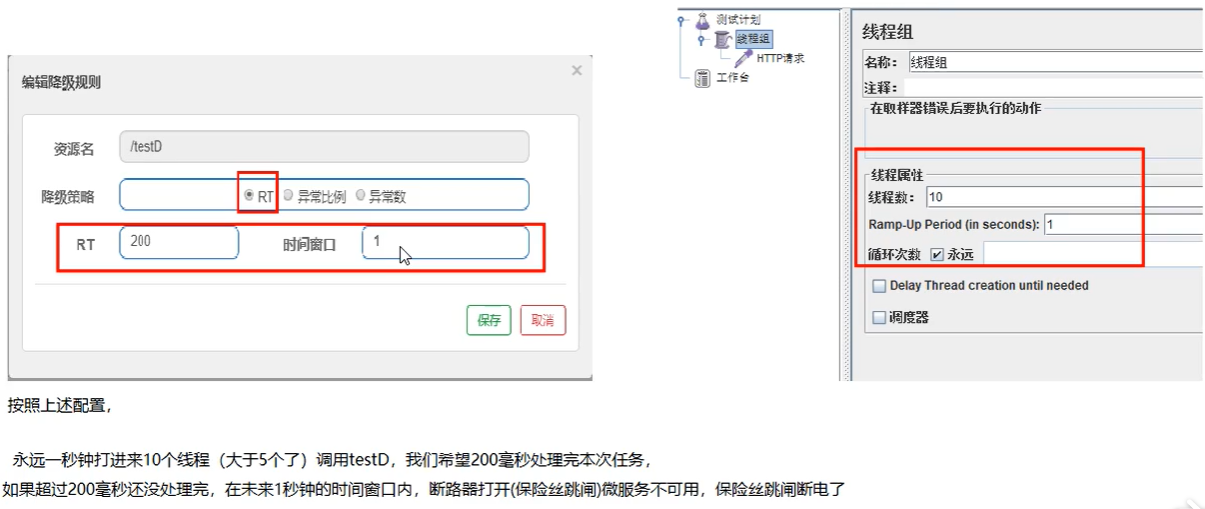 编辑降级规则
×
资源名 /testD
降级策略 RT 异常比例 异常数
RT 200 时间窗口 1
保存 取消
测试计划
线程组
HTTP请求
工作台
线程组
名称： 线程组
注释：
在取样器错误后要执行的动作
线程属性
线程数： 10
Ramp-Up Period (in seconds): 1
循环次数 永远
Delay Thread creation until needed
调度器
按照上述配置，
永远一秒钟打进来10个线程（大于5个了）调用testD，我们希望200毫秒处理完本次任务，
如果超过200毫秒还没处理完，在未来1秒钟的时间窗口内，断路器打开(保险丝跳闸)微服务不可用，保险丝跳闸断电了